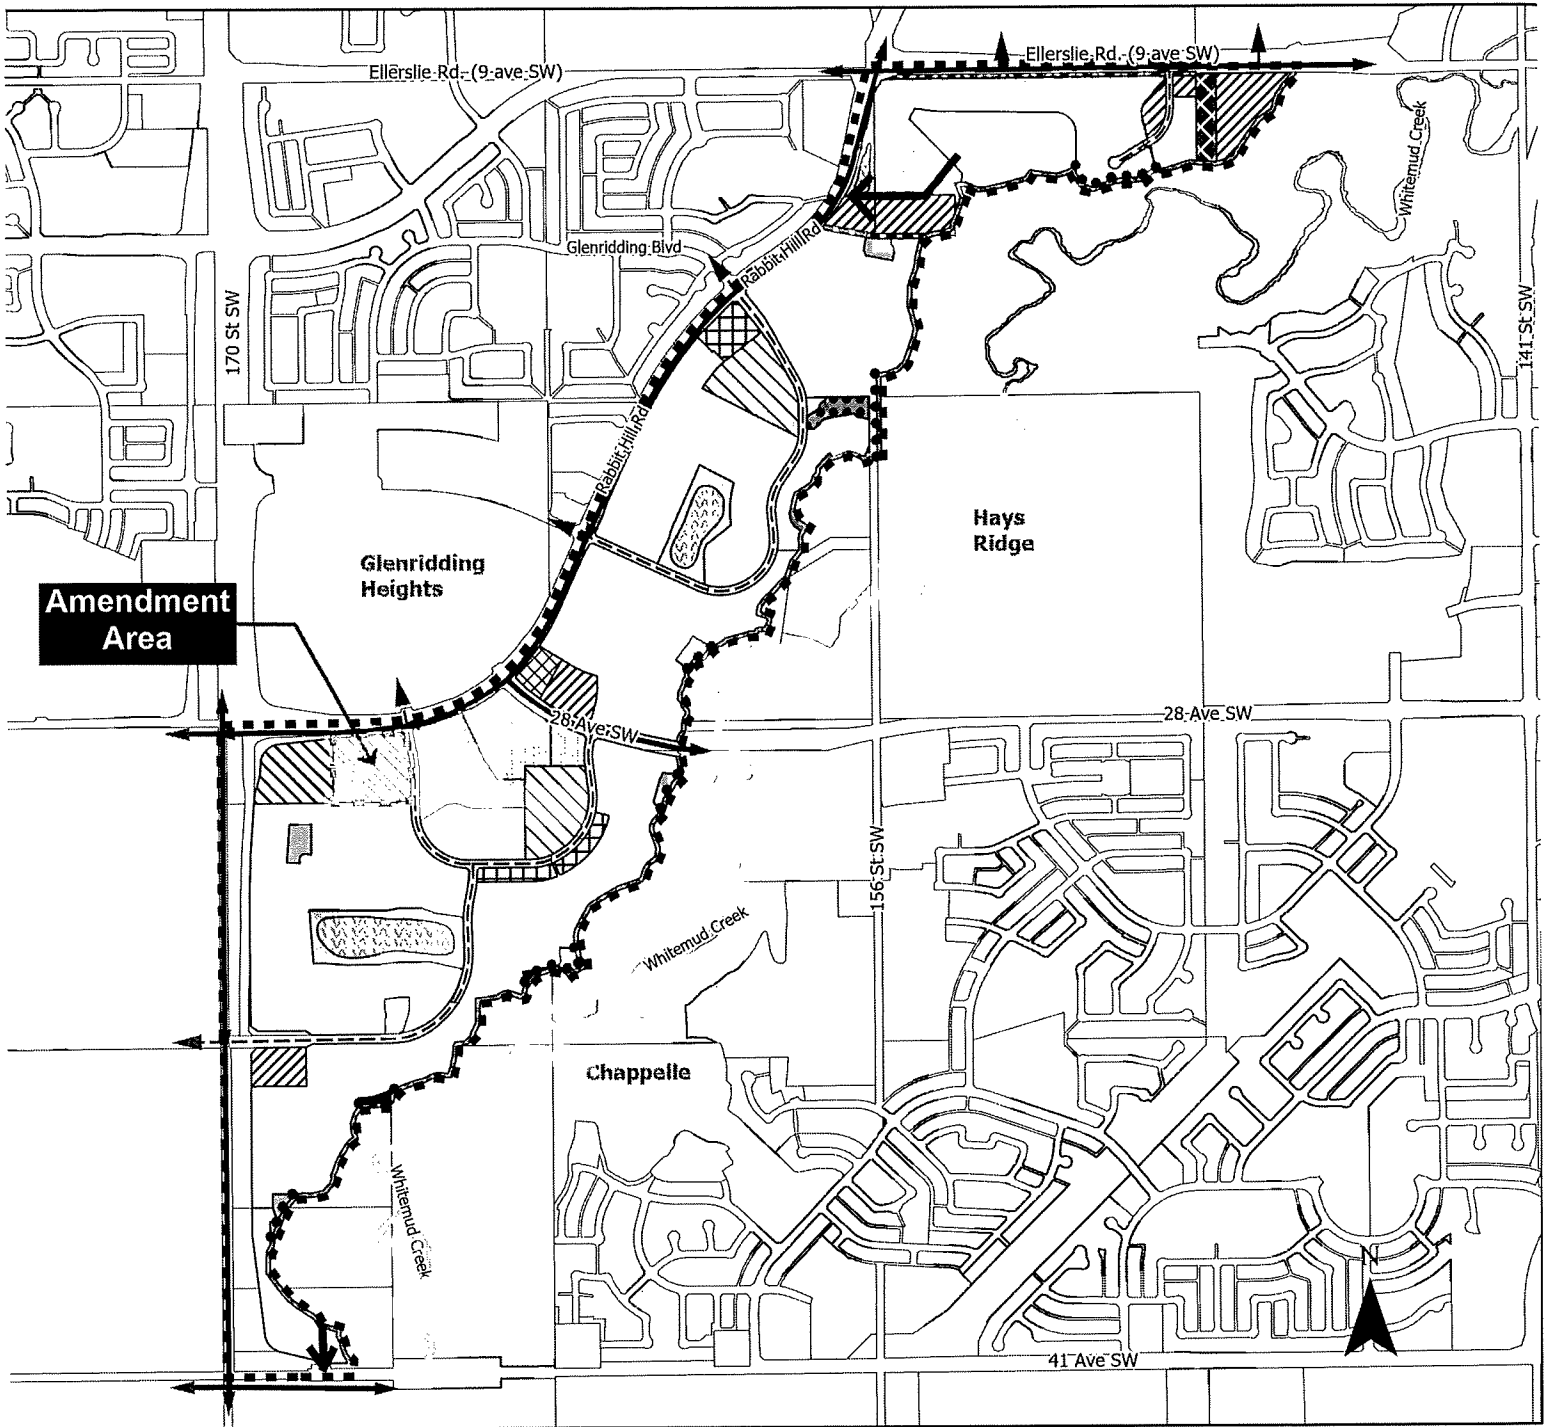 Ellerslie Rd. (9 ave SW)
Ellerslie Rd. (9 ave SW)
Whitemud Creek
Glenridding Blvd
Rabbit Hill Rd
170 St SW
141 St SW
Rabbit Hill Rd
Hays
Ridge
Glenridding
Heights
Amendment
Area
28 Ave SW
28 Ave SW
156 St SW
Whitemud Creek
Chappelle
Whitemud Creek
N
41 Ave SW